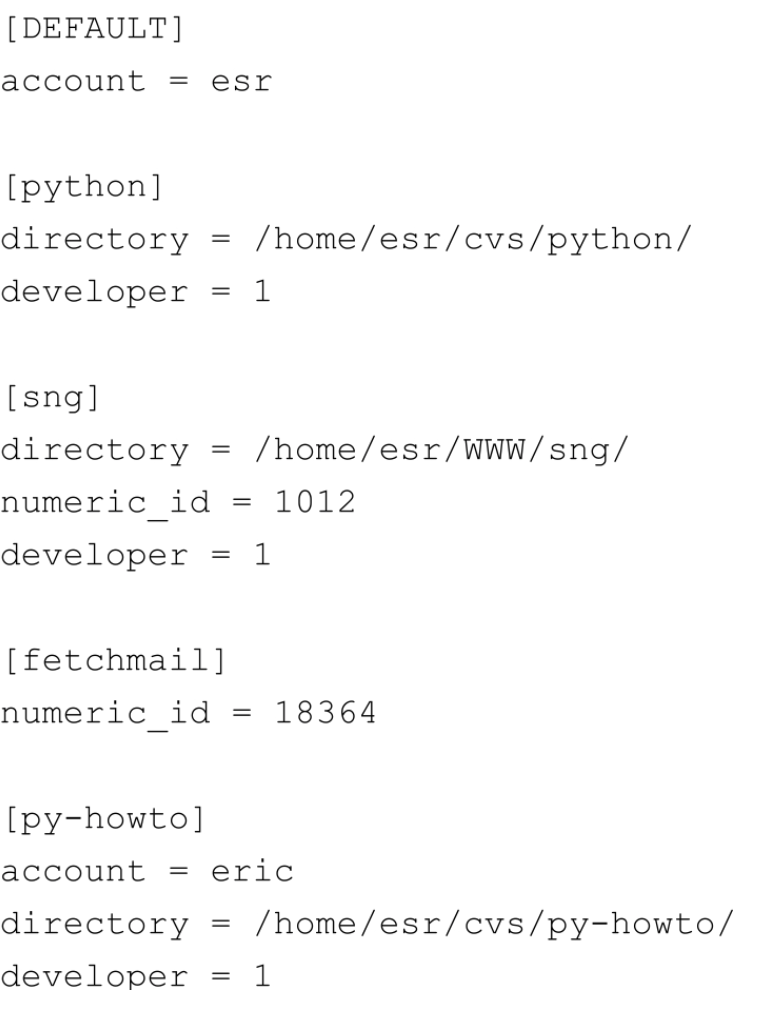 [DEFAULT]
account = esr

[python]
directory = /home/esr/cvs/python/
developer = 1

[sng]
directory = /home/esr/WWW/sng/
numeric_id = 1012
developer = 1

[fetchmail]
numeric_id = 18364

[py-howto]
account = eric
directory = /home/esr/cvs/py-howto/
developer = 1